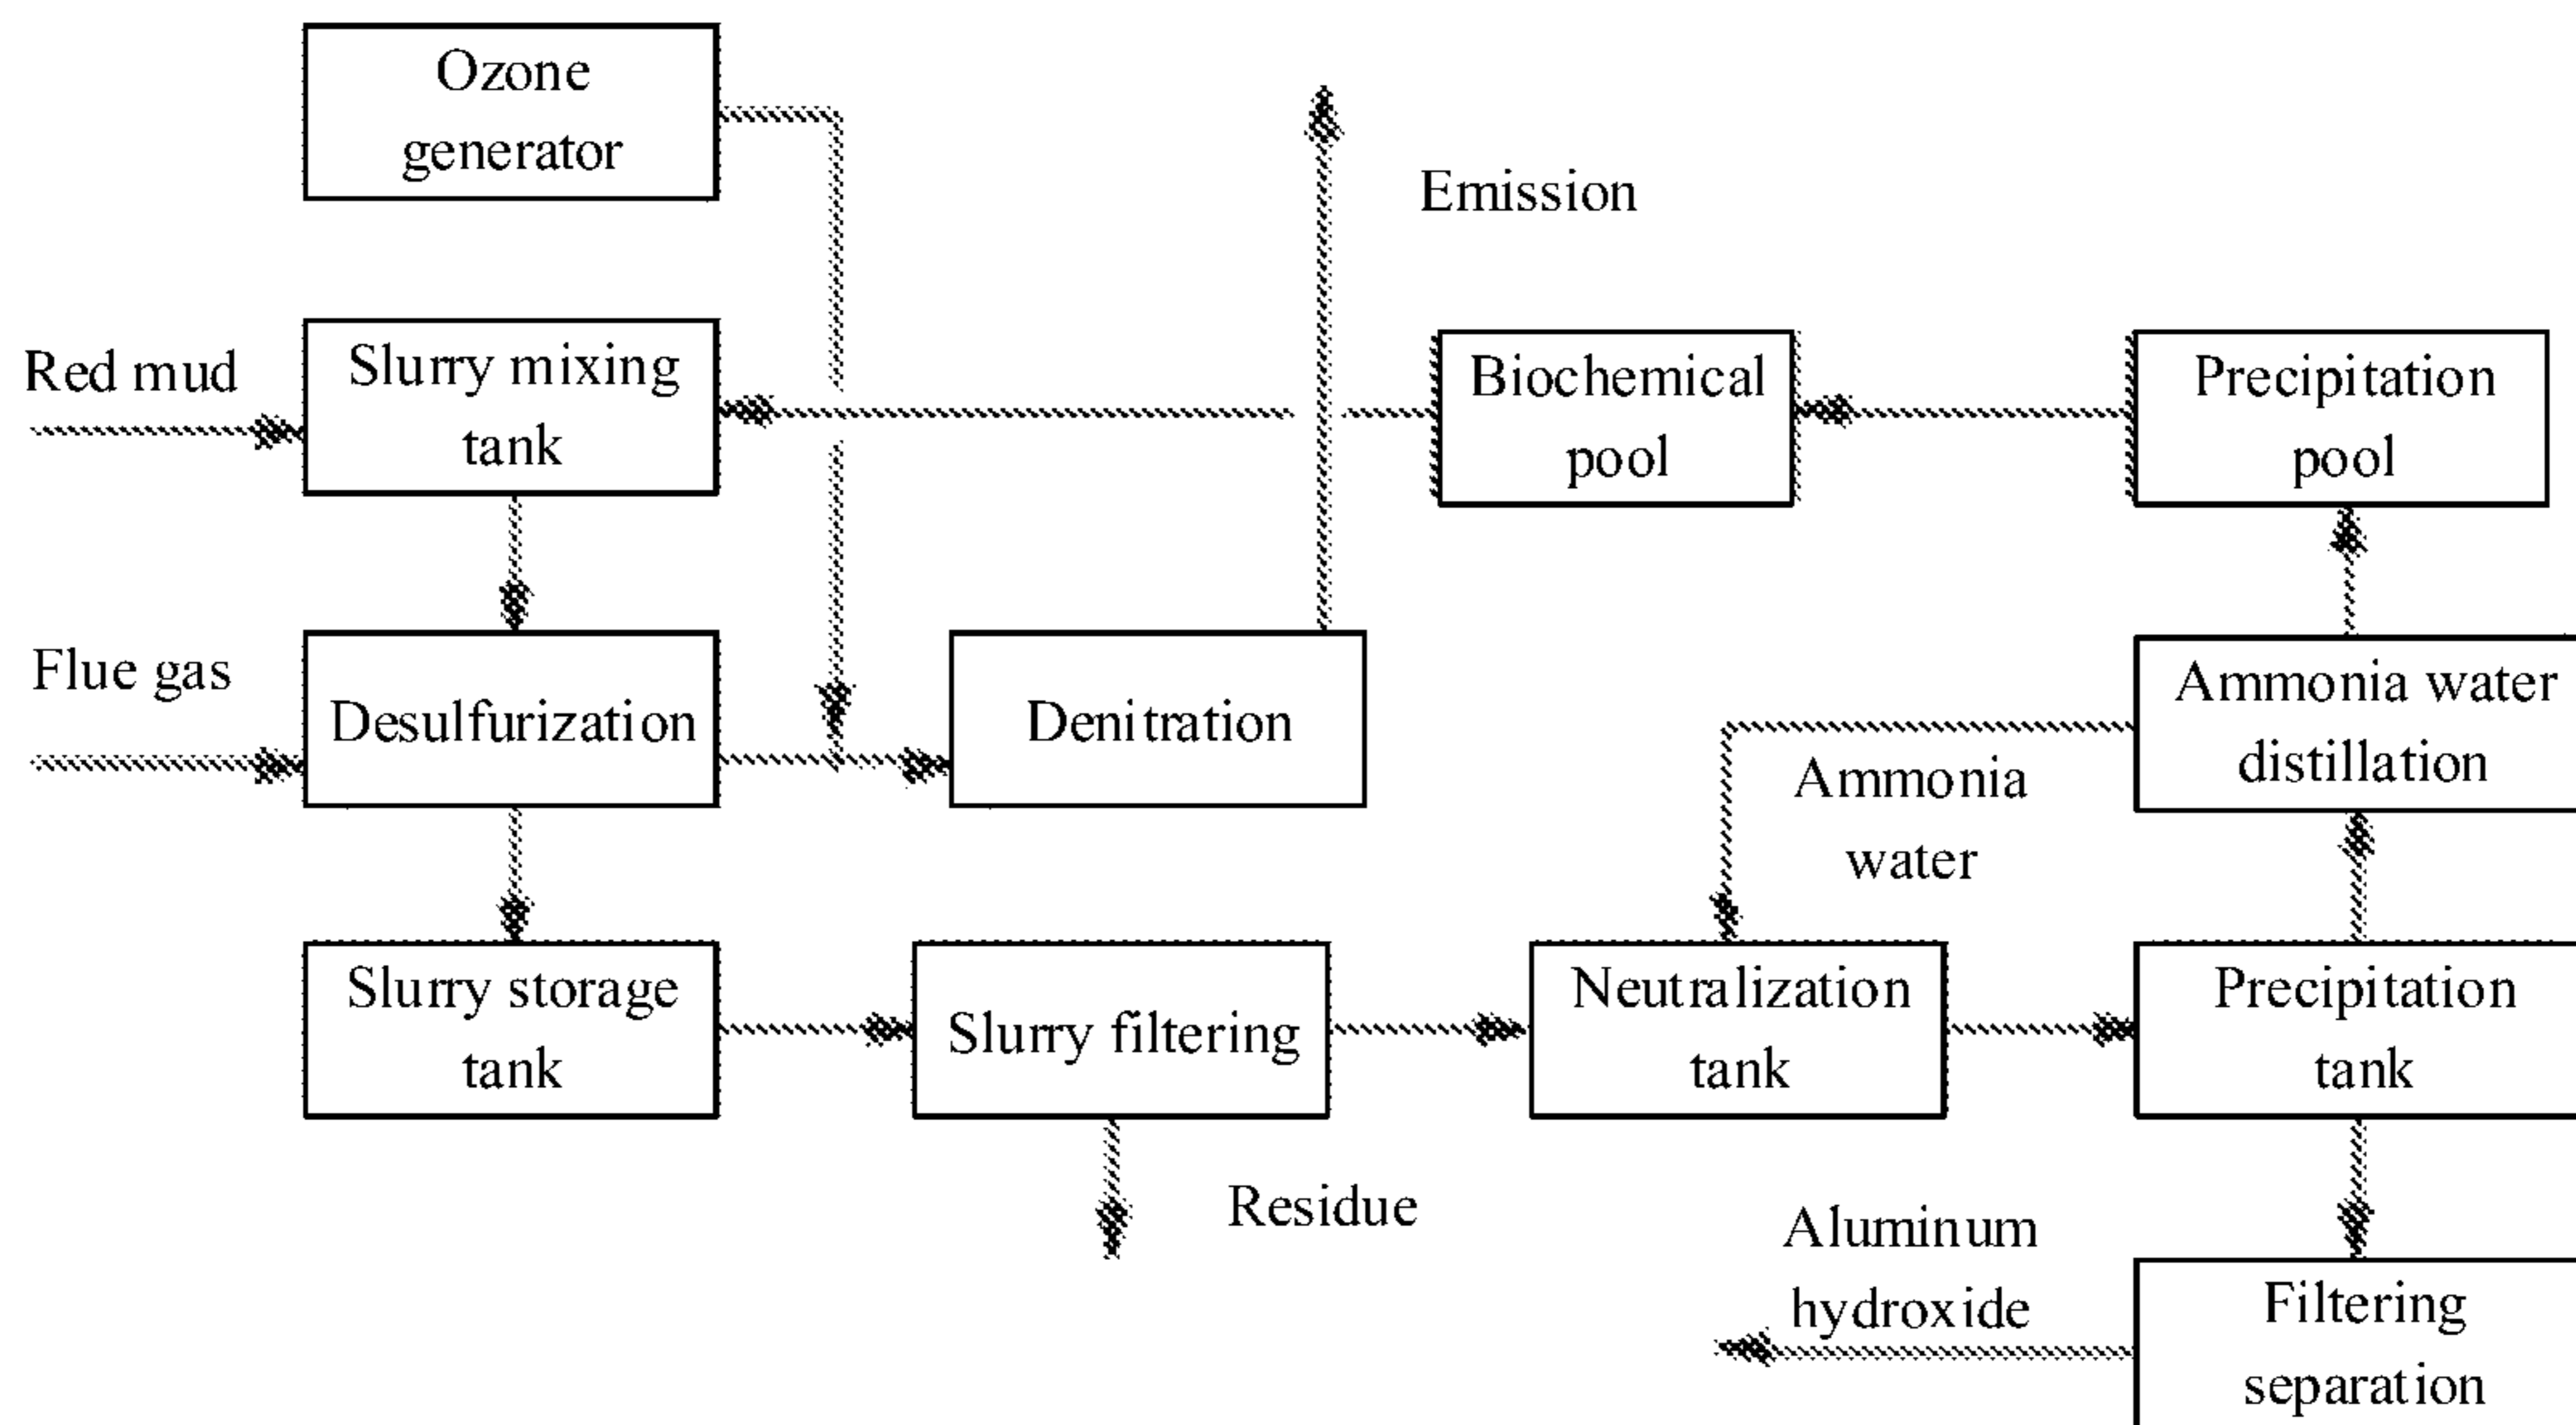 Ozone
generator
Emission
Red mud
Slurry mixing
tank
Biochemical
pool
Precipitation
pool
Flue gas
Desulfurization
Denitration
Ammonia water
distillation
Ammonia
water
Slurry storage
tank
Slurry filtering
Neutralization
tank
Precipitation
tank
Residue
Aluminum
hydroxide
Filtering
separation